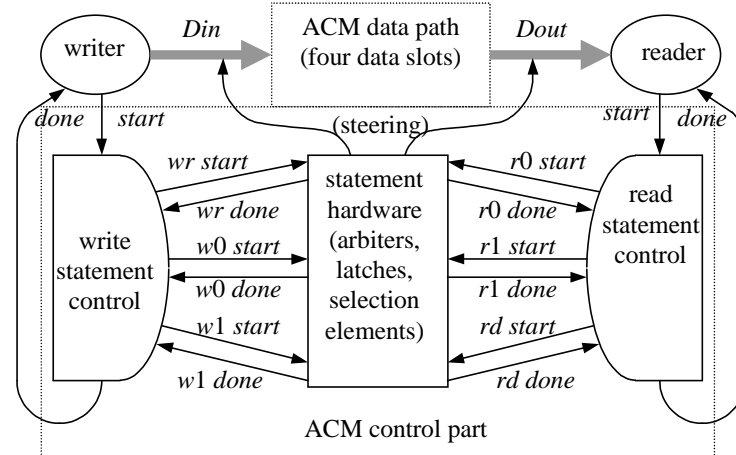 writer
Din
ACM data path
(four data slots)
Dout
reader
done
start
(steering)
start
done
write
statement
control
wr start
wr done
w0 start
w0 done
w1 start
w1 done
statement
hardware
(arbiters,
latches,
selection
elements)
r0 start
r0 done
r1 start
r1 done
rd start
rd done
read
statement
control
ACM control part